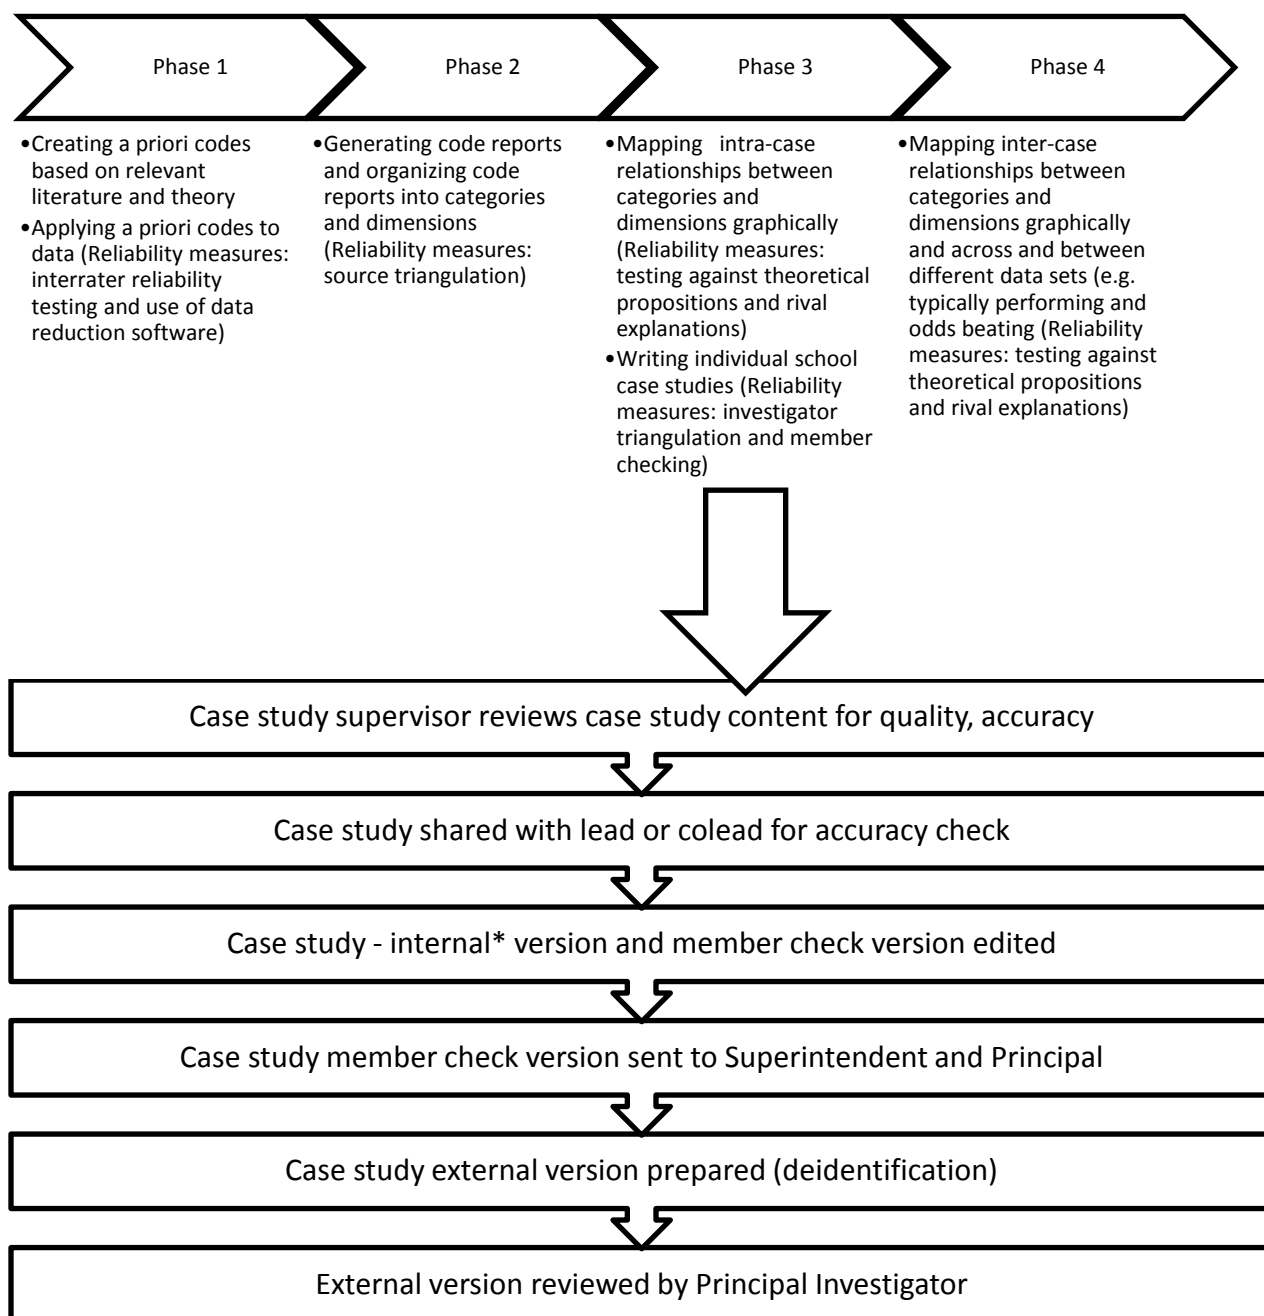 Phase 1
Phase 2
Phase 3
Phase 4
•Creating a priori codes
based on relevant
literature and theory
•Applying a priori codes to
data (Reliability measures:
interrater reliability
testing and use of data
reduction software)
•Generating code reports
and organizing code
reports into categories
and dimensions
(Reliability measures:
source triangulation)
•Mapping intra-case
relationships between
categories and
dimensions graphically
(Reliability measures:
testing against theoretical
propositions and rival
explanations)
•Writing individual school
case studies (Reliability
measures: investigator
triangulation and member
checking)
•Mapping inter-case
relationships between
categories and
dimensions graphically
and across and between
different data sets (e.g.
typically performing and
odds beating (Reliability
measures: testing against
theoretical propositions
and rival explanations)
Case study supervisor reviews case study content for quality, accuracy
Case study shared with lead or colead for accuracy check
Case study - internal* version and member check version edited
Case study member check version sent to Superintendent and Principal
Case study external version prepared (deidentification)
External version reviewed by Principal Investigator